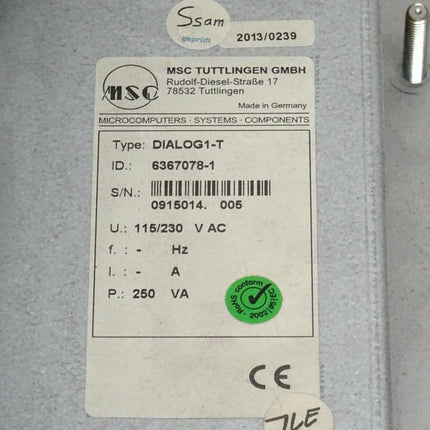 Ssam
geprüft
2013/0239
MSC
MSC TUTTLINGEN GMBH
Rudolf-Diesel-Straße 17
78532 Tuttlingen
Made in Germany
MICROCOMPUTERS · SYSTEMS · COMPONENTS
Type: DIALOG1-T
ID.: 6367078-1
S/N.:
0915014. 005
U.: 115/230 V AC
f. : - Hz
I. : - A
P.: 250 VA
RoHS conform
2002/95/EC
CE